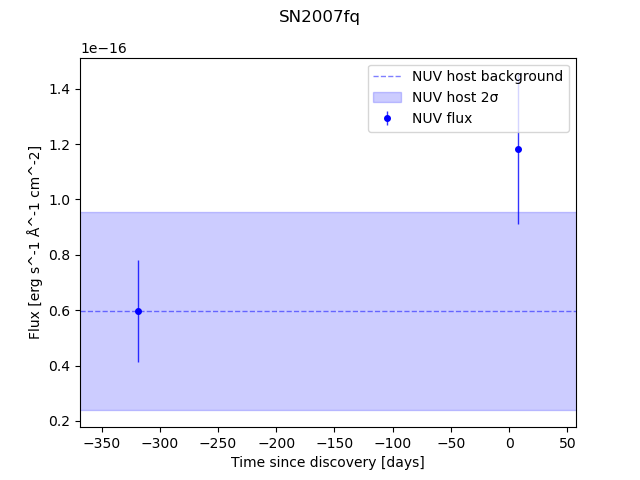 SN2007fq
1e−16
NUV host background
NUV host 2σ
NUV flux
1.4
1.2
1.0
0.8
0.6
0.4
0.2
Flux [erg s^-1 Å^-1 cm^-2]
−350 −300 −250 −200 −150 −100 −50 0 50
Time since discovery [days]